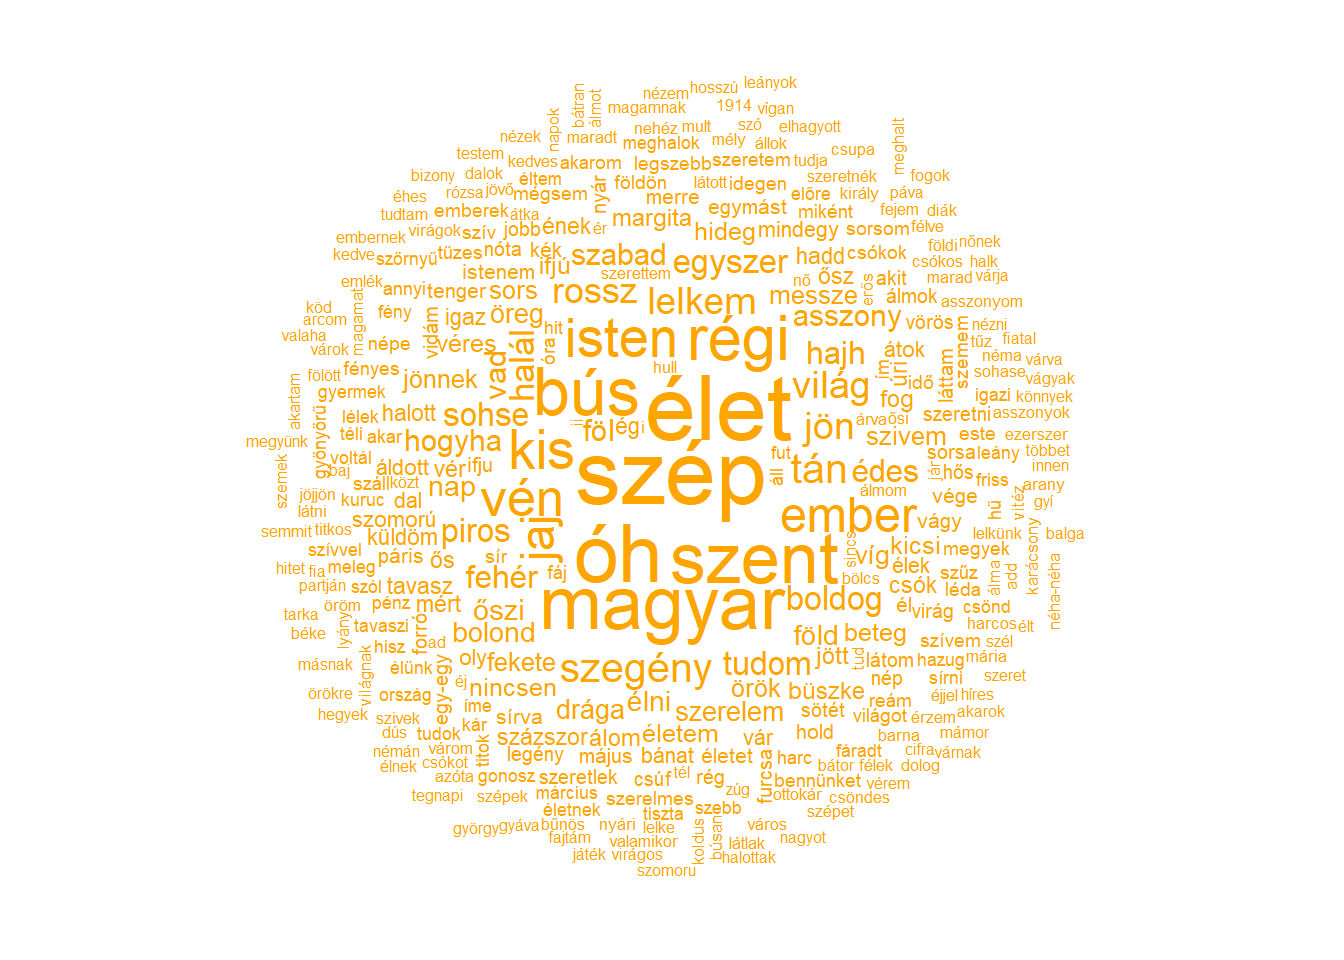 leányok
hosszú
nézem
bátran
álmot
magamnak
1914
vigan
napok
nézek
maradt
nehéz
mult
szó
elhagyott
meghalt
testem
kedves
meghalok
mély
állok
csupa
bizony
dalok
akarom
legszebb
szeretem
tudja
éhes
rózsa
jövő
éltem
földön
látott
idegen
szeretnék
fogok
mégsem
nyár
merre
előre
király
páva
tudtam
emberek
átka
margita
egymást
miként
fejem
diák
virágok
szív
jobb
ének
ér
hideg
mindegy
sorsom
félve
embernek
kedve
szörnyű
tüzes
nóta
kék
szabad
egyszer
hadd
csókok
földi
nőnek
csókos
halk
istenem
ifjú
szerettem
nő
ősz
akit
marad
várja
emlék
annyi
tenger
sors
rossz
lelkem
messze
erős
álmok
asszonyom
köd
arcom
magamat
fény
igaz
öreg
asszony
vörös
nézni
valaha
várok
népe
vidám
véres
hit
óra
isten
régi
hajh
átok
szemem
tűz
fiatal
néma
várva
fölött
fényes
jönnek
vad
halál
hull
világ
ím
úri
idő
láttam
sohase
vágyak
akartam
gyermek
bús
élet
fog
igazi
könnyek
gyönyörű
lélek
halott
sohse
föl
ég
i
jön
árva
ősi
szeretni
asszonyok
megyünk
téli
akar
hogyha
kis
szivem
este
ezerszer
voltál
baj
áldott
vér
ifju
szép
fut
áll
tán
édes
sorsa
leány
többet
innen
szemek
száll
közt
nap
vén
jár
hős
friss
arany
jöjjön
kuruc
dal
álmom
vége
vitéz
gyí
látni
szomorú
piros
jaj
ember
vágy
hű
lelkünk
balga
semmit
titkos
küldöm
óh
szent
sincs
víg
kicsi
megyek
karácsony
szívvel
páris
ős
sír
fehér
fáj
bölcs
élek
szűz
álma
add
hitet
fia
meleg
partján
szól
tavasz
csók
léda
néha-néha
öröm
pénz
mért
őszi
magyar
boldog
él
virág
csönd
tarka
béke
lyány
tavaszi
forró
ad
bolond
föld
beteg
szívem
harcos
élt
szél
hisz
másnak
élünk
oly
fekete
szegény
tudom
jött
tud
látom
hazug
mária
világnak
örökre
ország
egy-egy
éj
nincsen
örök
büszke
nép
sírni
szeret
hegyek
szivek
íme
drága
élni
szerelem
sötét
reám
éjjel
híres
dús
tudok
kár
sírva
százszor
álom
életem
vár
hold
világot
érzem
akarok
némán
várom
titok
legény
május
bánat
életet
harc
fáradt
barna
mámor
élnek
csókot
cifra
várnak
azóta
gonosz
szeretlek
csúf
tél
rég
furcsa
bennünket
bátor
félek
dolog
vérem
tegnapi
szépek
március
szerelmes
szebb
zúg
ottokár
csöndes
életnek
tiszta
szépet
györgy
gyáva
bűnös
nyári
lelke
koldus
búsan
város
fajtám
valamikor
látlak
nagyot
játék
virágos
halottak
szomoru